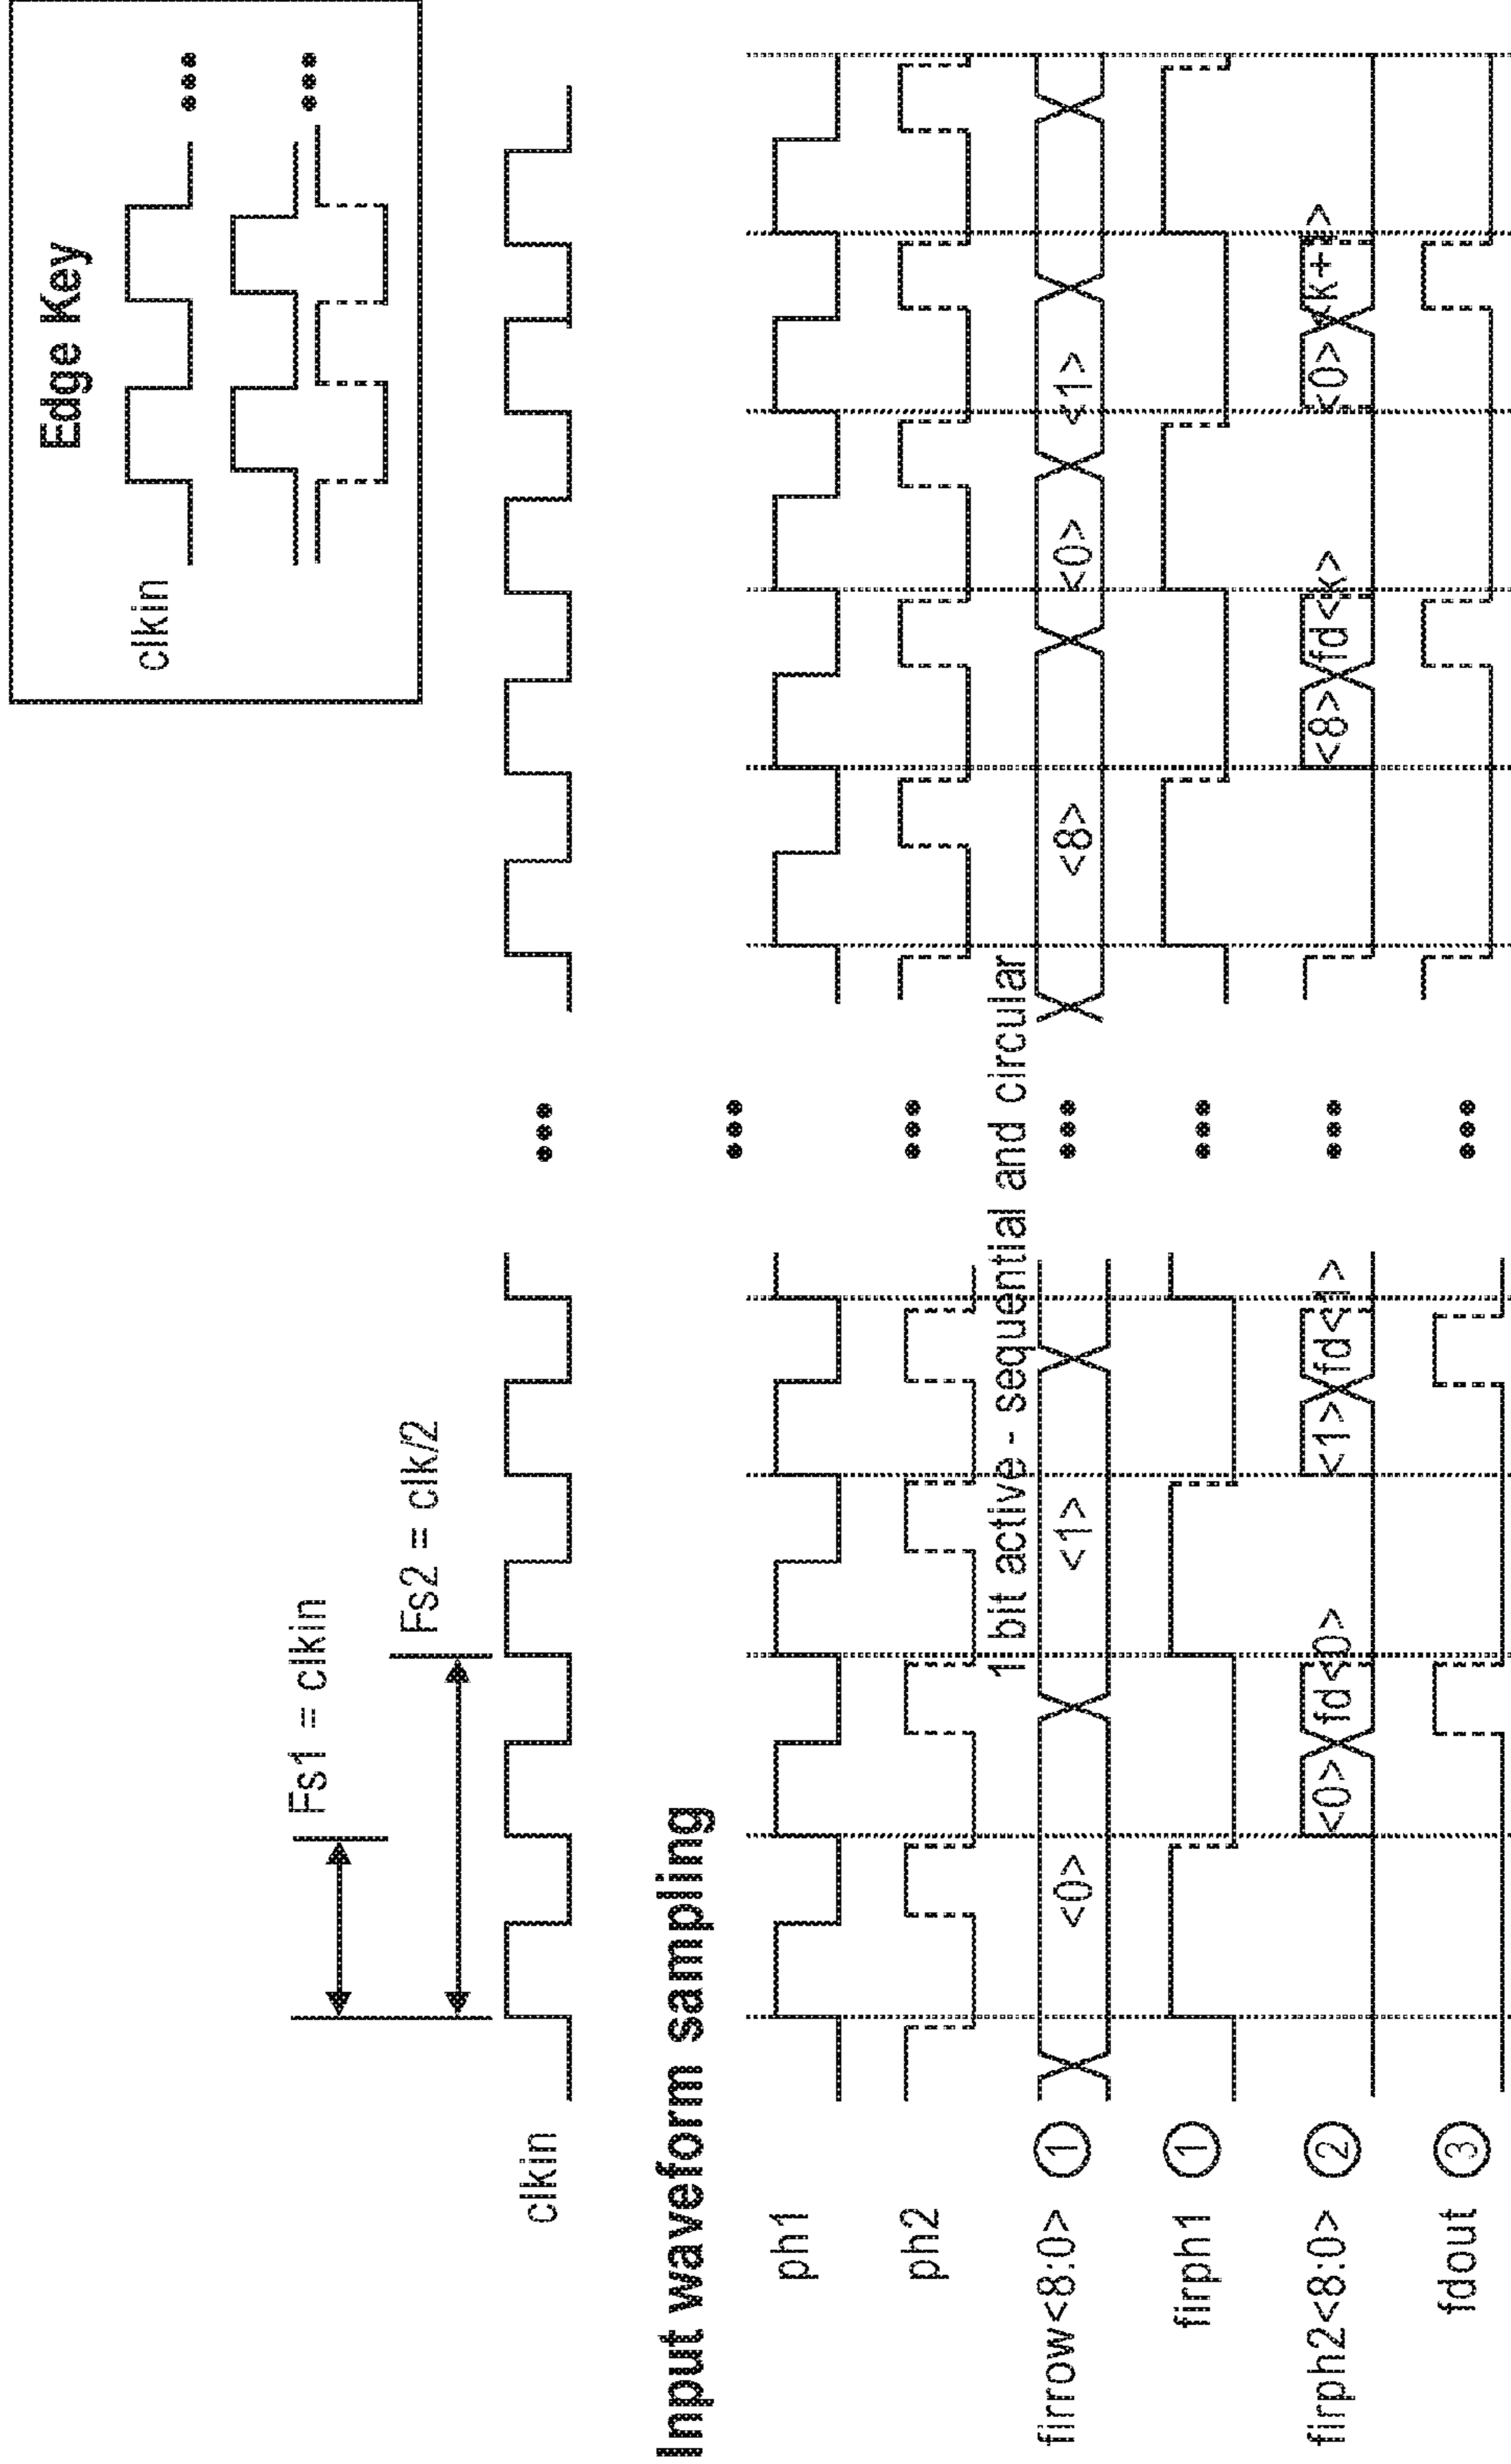 Edge Key
clkin
•••
•••
Fs1 = clkin
Fs2 = clk/2
clkin
•••
Input waveform sampling
ph1
•••
ph2
•••
1 bit active - sequential and circular
firrow<8:0> 1 <0> <1> ••• <8> <0> <1>
firph1 1 •••
firph2<8:0> 2 <0> fd<0> <1> fd<1> ••• <8> fd<k> <0> <k+1>
fdout 3 •••